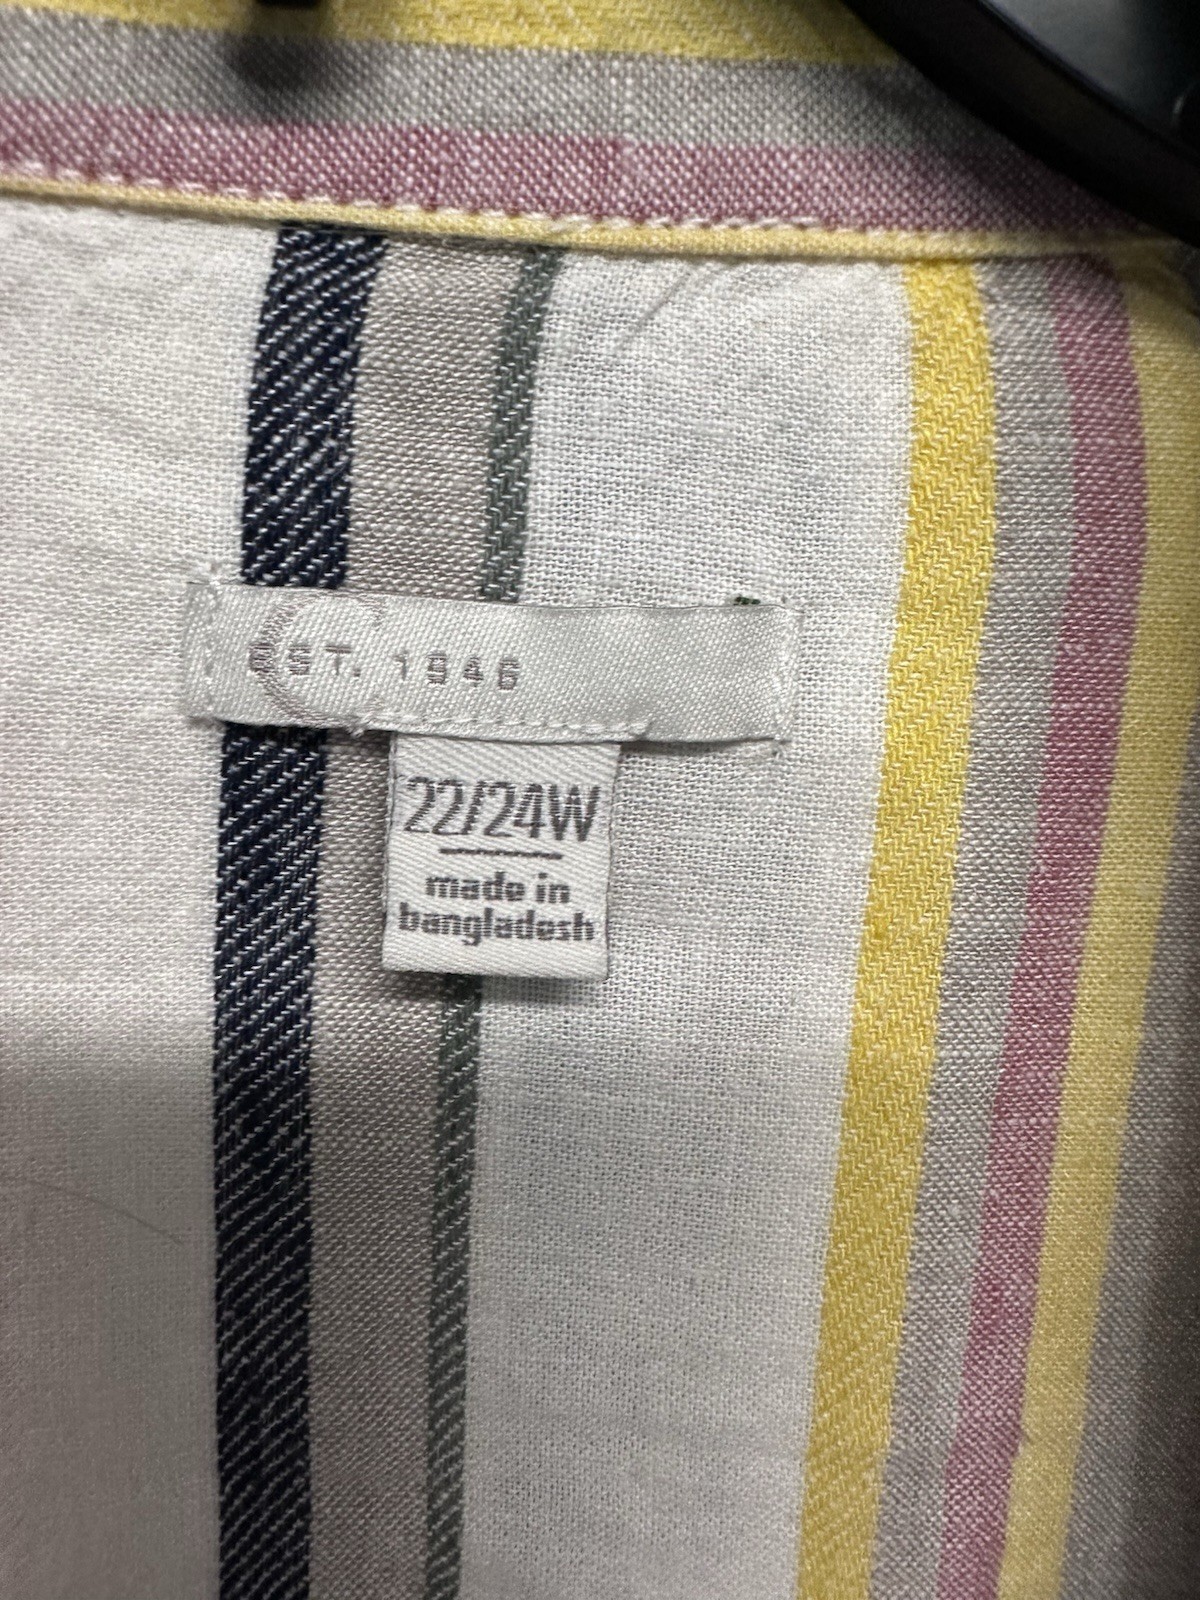 EST. 1946
22/24W
made in
bangladesh